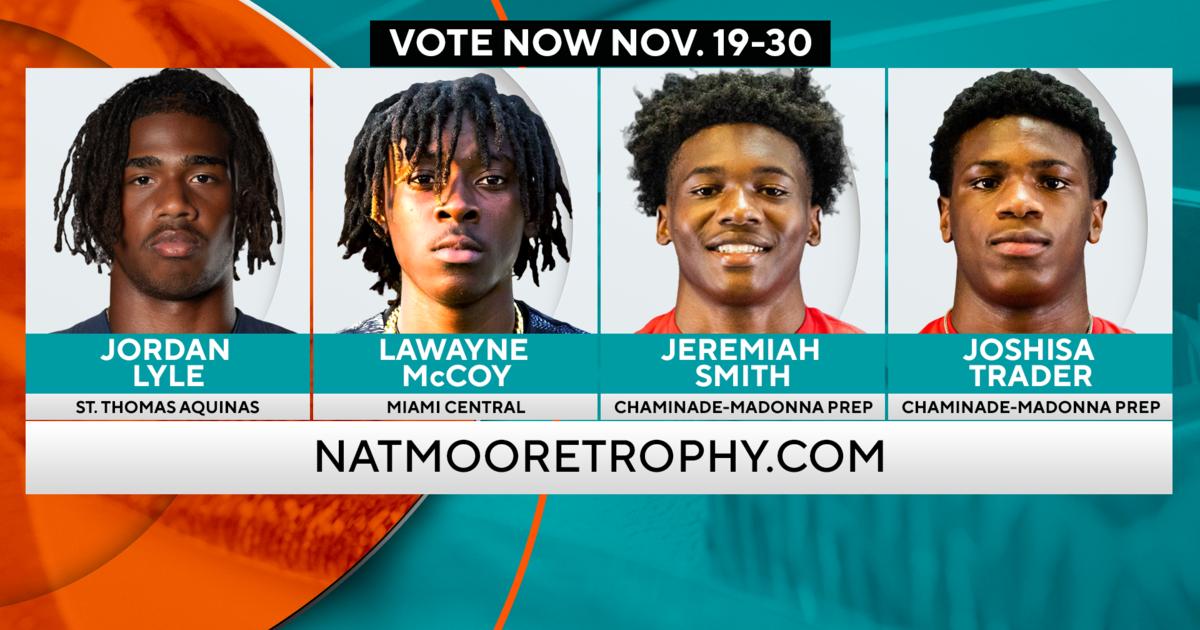 VOTE NOW NOV. 19-30
JORDAN
LYLE
ST. THOMAS AQUINAS
LAWAYNE
McCOY
MIAMI CENTRAL
JEREMIAH
SMITH
CHAMINADE-MADONNA PREP
JOSHISA
TRADER
CHAMINADE-MADONNA PREP
NATMOORETROPHY.COM